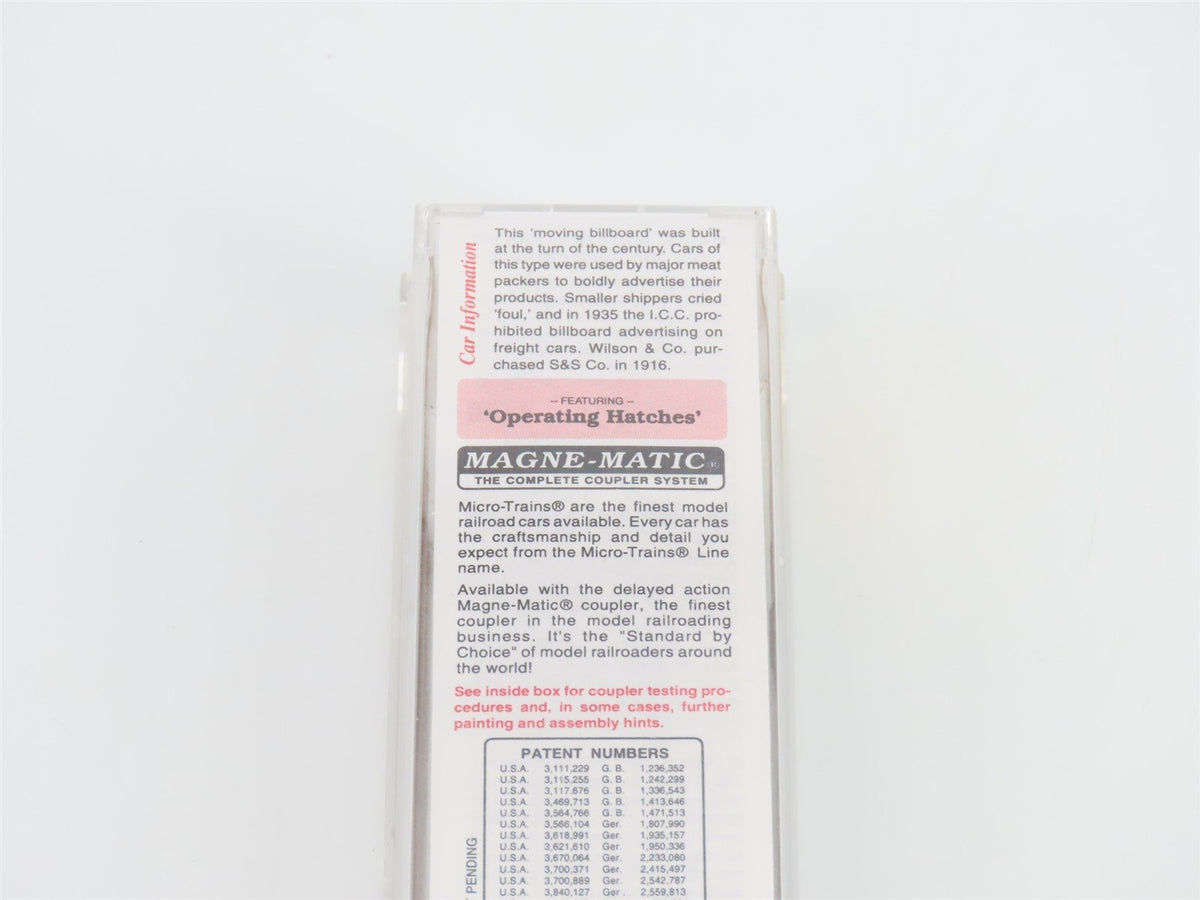 Car Information
This 'moving billboard' was built
at the turn of the century. Cars of
this type were used by major meat
packers to boldly advertise their
products. Smaller shippers cried
'foul,' and in 1935 the I.C.C. pro-
hibited billboard advertising on
freight cars. Wilson & Co. pur-
chased S&S Co. in 1916.
-- FEATURING --
'Operating Hatches'
MAGNE-MATIC®
THE COMPLETE COUPLER SYSTEM
Micro-Trains® are the finest model
railroad cars available. Every car has
the craftsmanship and detail you
expect from the Micro-Trains® Line
name.
Available with the delayed action
Magne-Matic® coupler, the finest
coupler in the model railroading
business. It's the "Standard by
Choice" of model railroaders around
the world!
See inside box for coupler testing pro-
cedures and, in some cases, further
painting and assembly hints.
PATENT NUMBERS
U.S.A. 3,111,229 G. B. 1,236,352
U.S.A. 3,115,255 G. B. 1,242,299
U.S.A. 3,117,676 G. B. 1,336,543
U.S.A. 3,469,713 G. B. 1,413,646
U.S.A. 3,564,766 G. B. 1,471,513
U.S.A. 3,566,104 Ger. 1,807,990
U.S.A. 3,618,991 Ger. 1,935,157
U.S.A. 3,621,610 Ger. 1,950,336
U.S.A. 3,670,064 Ger. 2,233,080
U.S.A. 3,700,371 Ger. 2,415,497
U.S.A. 3,700,889 Ger. 2,542,787
U.S.A. 3,840,127 Ger. 2,559,813
PENDING